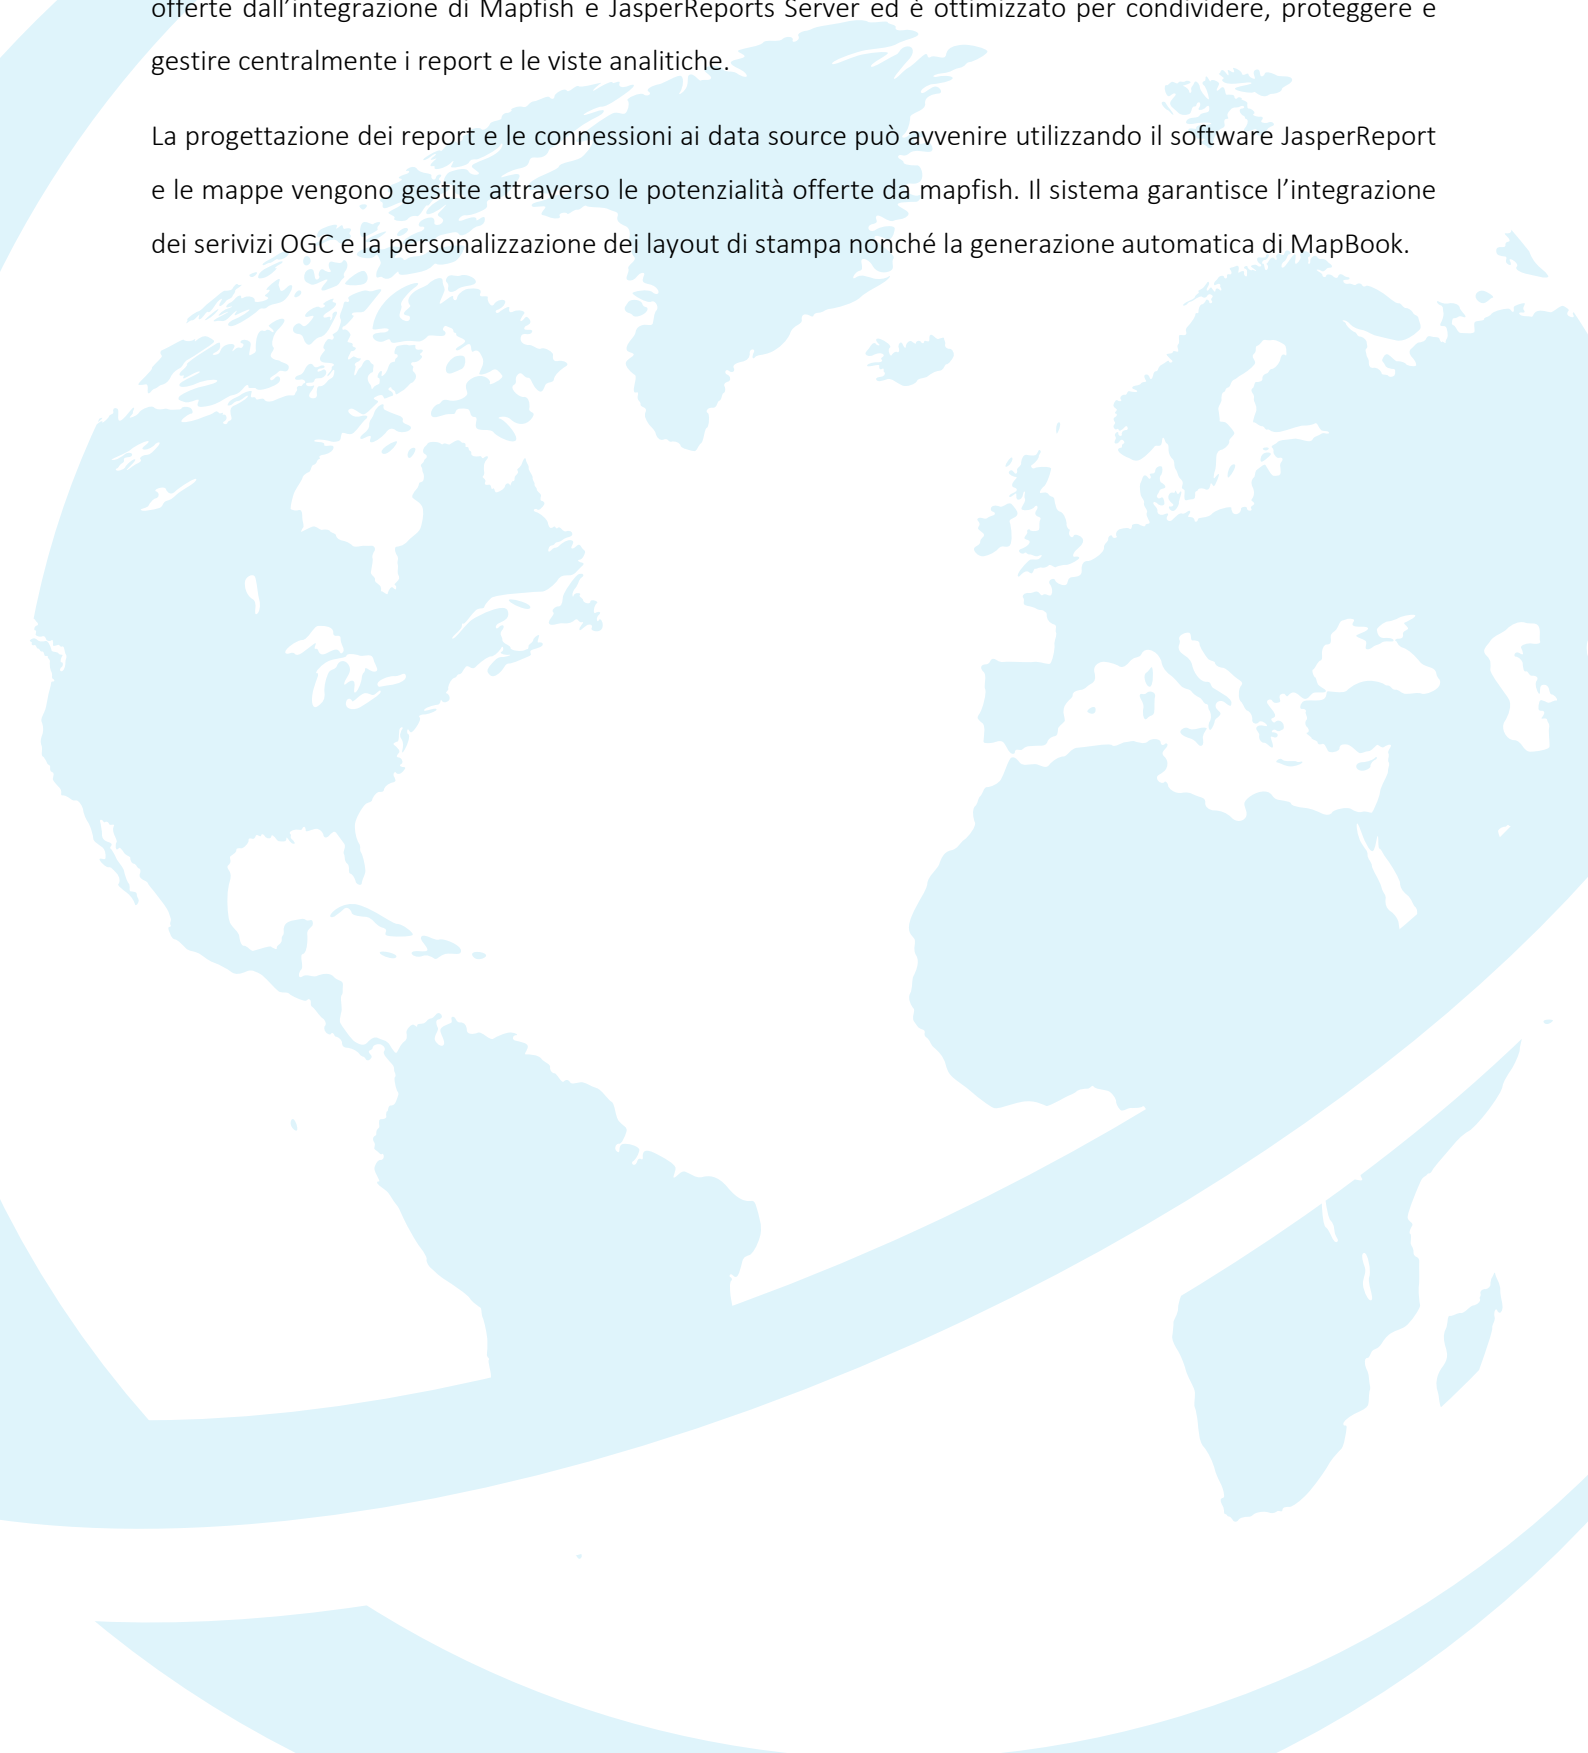 offerte dall’integrazione di Mapfish e JasperReports Server ed è ottimizzato per condividere, proteggere e
gestire centralmente i report e le viste analitiche.
La progettazione dei report e le connessioni ai data source può avvenire utilizzando il software JasperReport
e le mappe vengono gestite attraverso le potenzialità offerte da mapfish. Il sistema garantisce l’integrazione
dei serivizi OGC e la personalizzazione dei layout di stampa nonché la generazione automatica di MapBook.